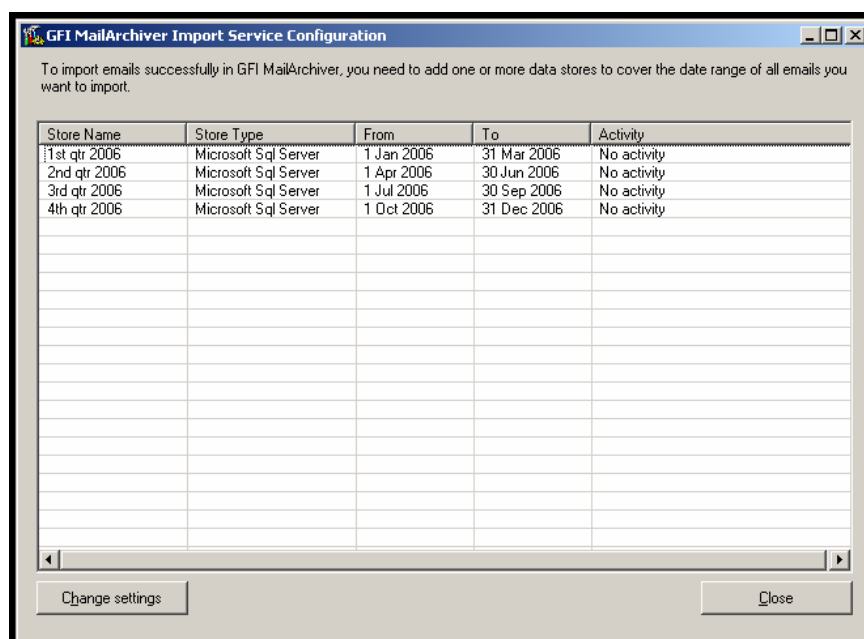 GFI MailArchiver Import Service Configuration
To import emails successfully in GFI MailArchiver, you need to add one or more data stores to cover the date range of all emails you
want to import.
Store Name Store Type From To Activity
1st qtr 2006 Microsoft Sql Server 1 Jan 2006 31 Mar 2006 No activity
2nd qtr 2006 Microsoft Sql Server 1 Apr 2006 30 Jun 2006 No activity
3rd qtr 2006 Microsoft Sql Server 1 Jul 2006 30 Sep 2006 No activity
4th qtr 2006 Microsoft Sql Server 1 Oct 2006 31 Dec 2006 No activity
Change settings Close